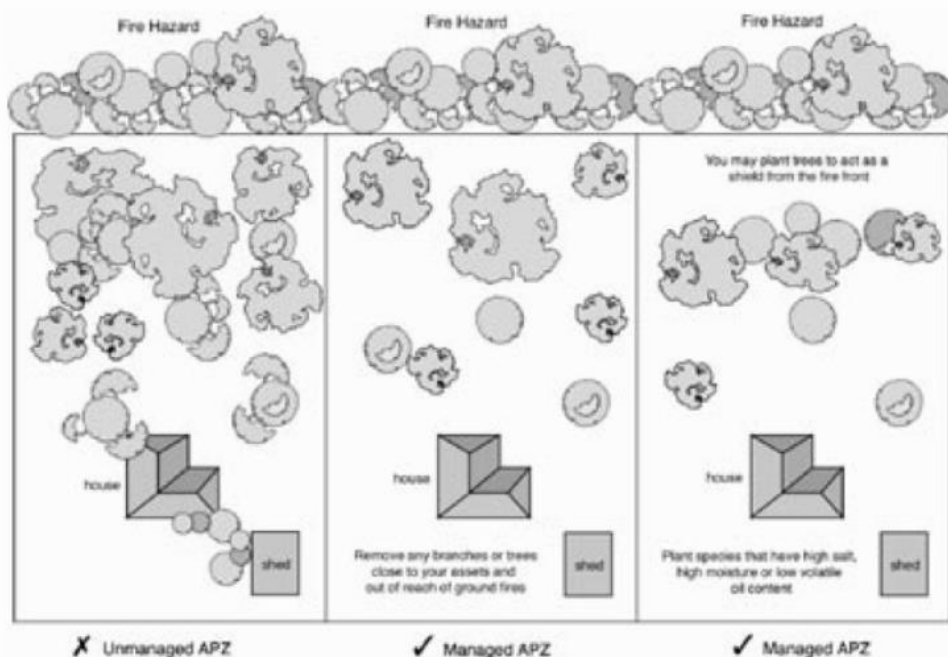 Fire Hazard
Fire Hazard
Fire Hazard
You may plant trees to act as a
shield from the fire front
house
shed
house
Remove any branches or trees
close to your assets and
out of reach of ground fires
shed
house
Plant species that have high salt,
high moisture or low volatile
oil content
shed
✗ Unmanaged APZ
✓ Managed APZ
✓ Managed APZ